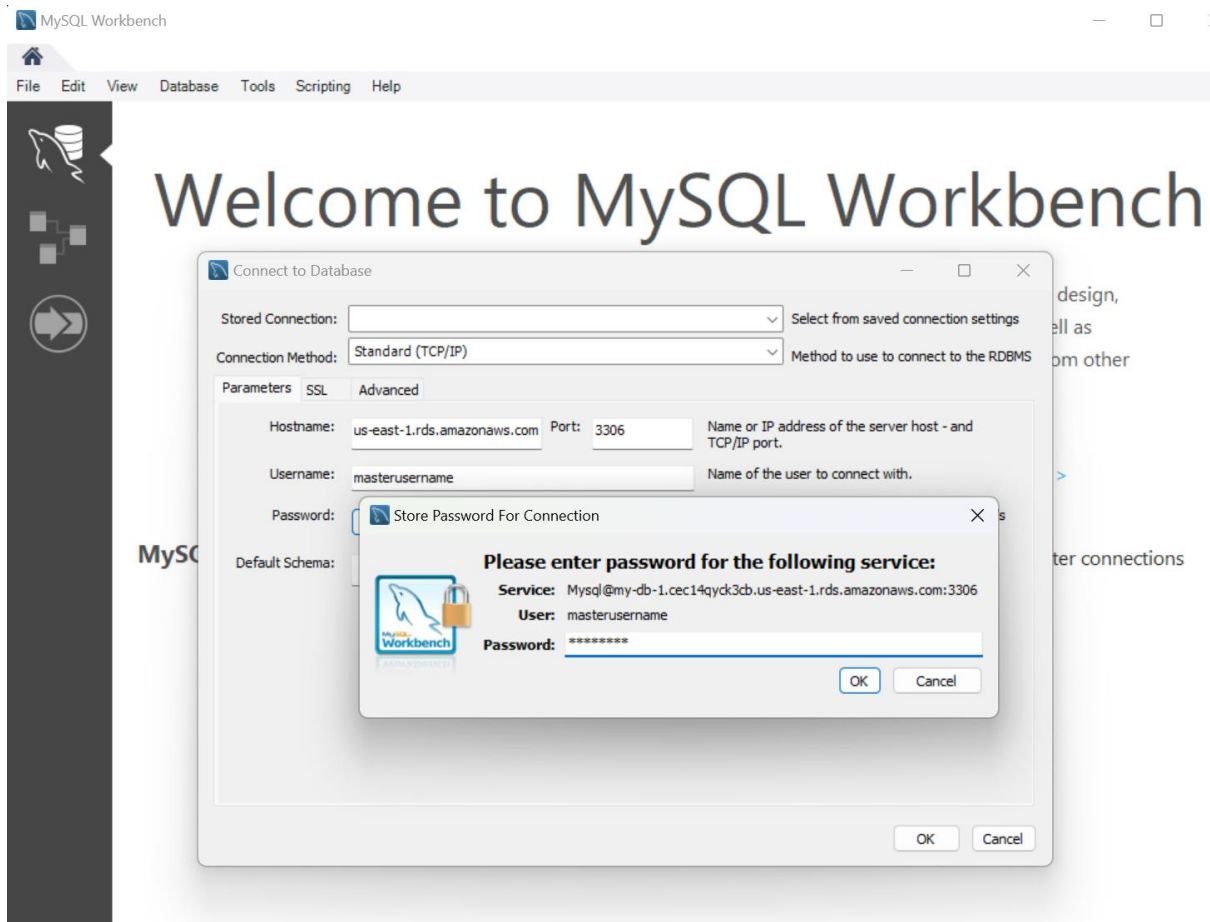 MySQL Workbench
File Edit View Database Tools Scripting Help
Welcome to MySQL Workbench
Connect to Database
design,
Stored Connection: Select from saved connection settings
ell as
Connection Method: Standard (TCP/IP) Method to use to connect to the RDBMS
om other
Parameters SSL Advanced
Hostname: us-east-1.rds.amazonaws.com Port: 3306 Name or IP address of the server host - and
TCP/IP port.
Username: masterusername Name of the user to connect with.
>
Password: s
Store Password For Connection
MySQ
Default Schema:
ter connections
Please enter password for the following service:
Service: Mysql@my-db-1.cec14qyck3cb.us-east-1.rds.amazonaws.com:3306
User: masterusername
MySQL
Workbench
Password: ********
OK Cancel
OK Cancel